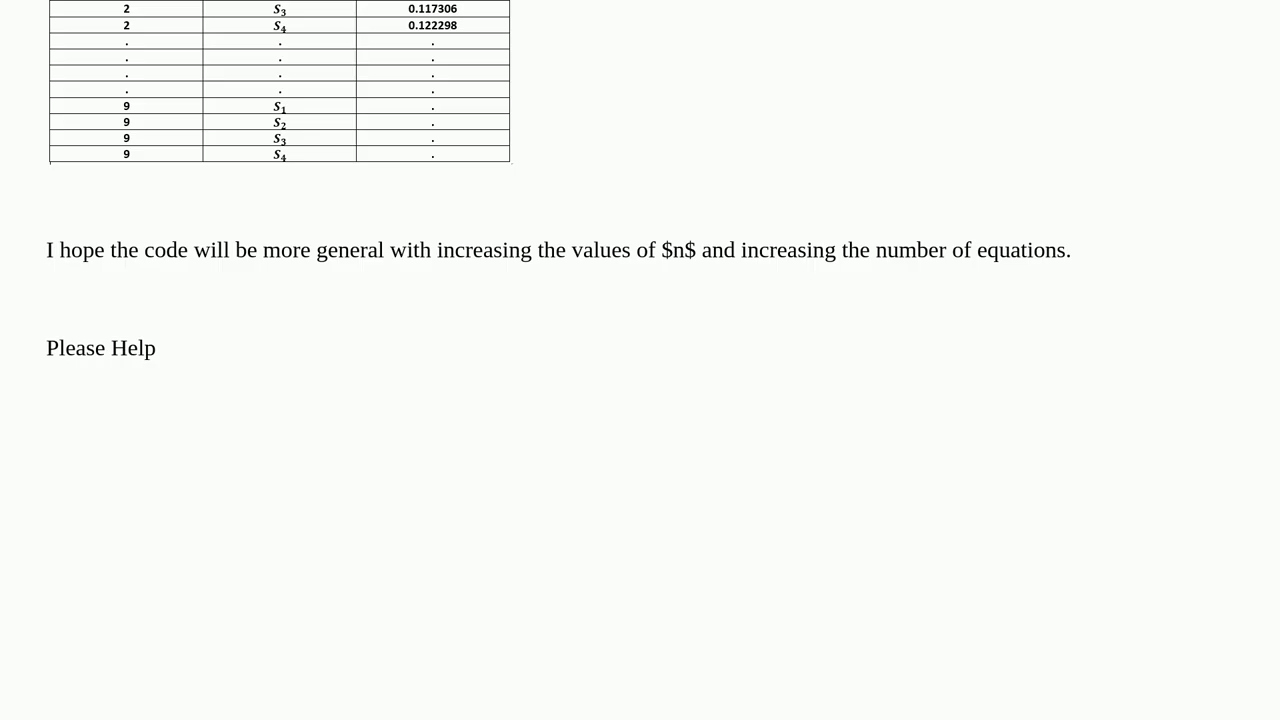 2 S3 0.117306
2 S4 0.122298
. . .
. . .
. . .
. . .
9 S1 .
9 S2 .
9 S3 .
9 S4 .
I hope the code will be more general with increasing the values of $n$ and increasing the number of equations.
Please Help